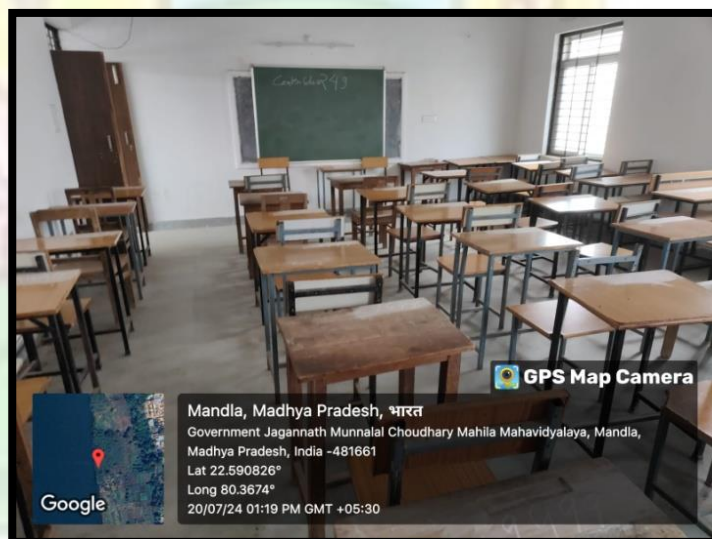 GPS Map Camera
Mandla, Madhya Pradesh, भारत
Government Jagannath Munnalal Choudhary Mahila Mahavidyalaya, Mandla,
Madhya Pradesh, India -481661
Lat 22.590826°
Long 80.3674°
20/07/24 01:19 PM GMT +05:30
Google